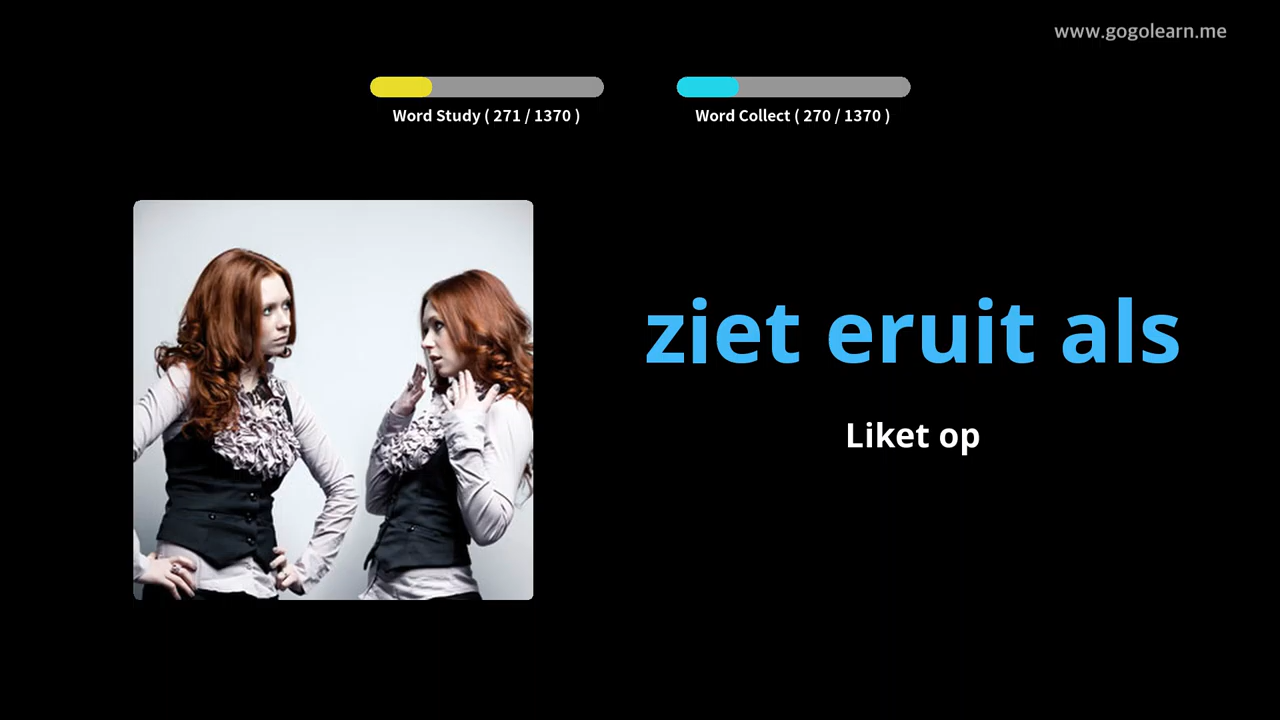 www.gogolearn.me
Word Study ( 271 / 1370 )
Word Collect ( 270 / 1370 )
ziet eruit als
Liket op